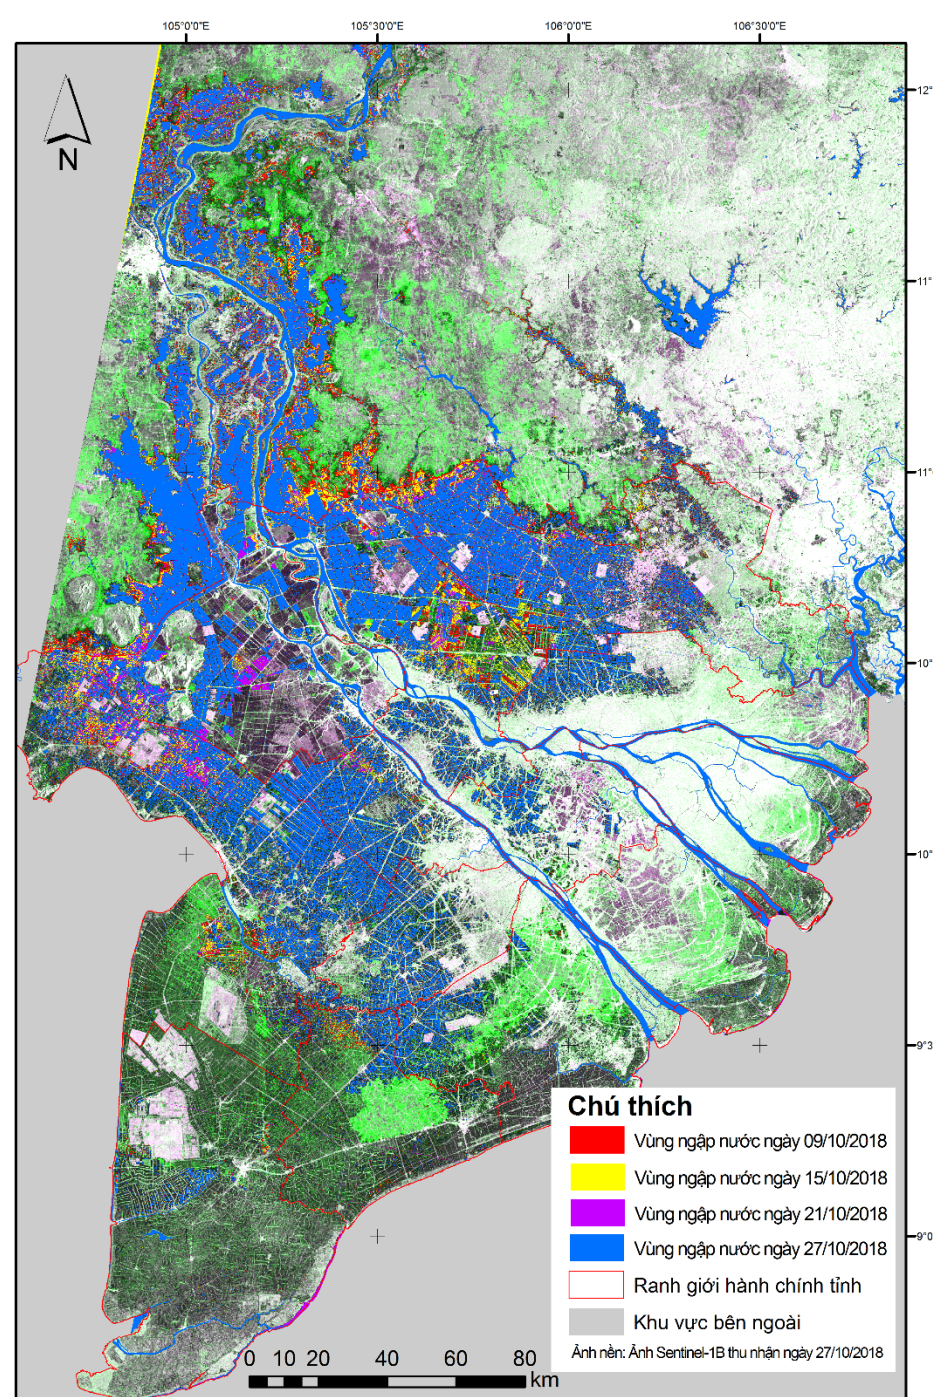 105°0'0"E 105°30'0"E 106°0'0"E 106°30'0"E
12°
N
11°
11°
10°
10°
9°3
9°0
Chú thích
Vùng ngập nước ngày 09/10/2018
Vùng ngập nước ngày 15/10/2018
Vùng ngập nước ngày 21/10/2018
Vùng ngập nước ngày 27/10/2018
Ranh giới hành chính tỉnh
Khu vực bên ngoài
Ảnh nền: Ảnh Sentinel-1B thu nhận ngày 27/10/2018
0 10 20 40 60 80
km